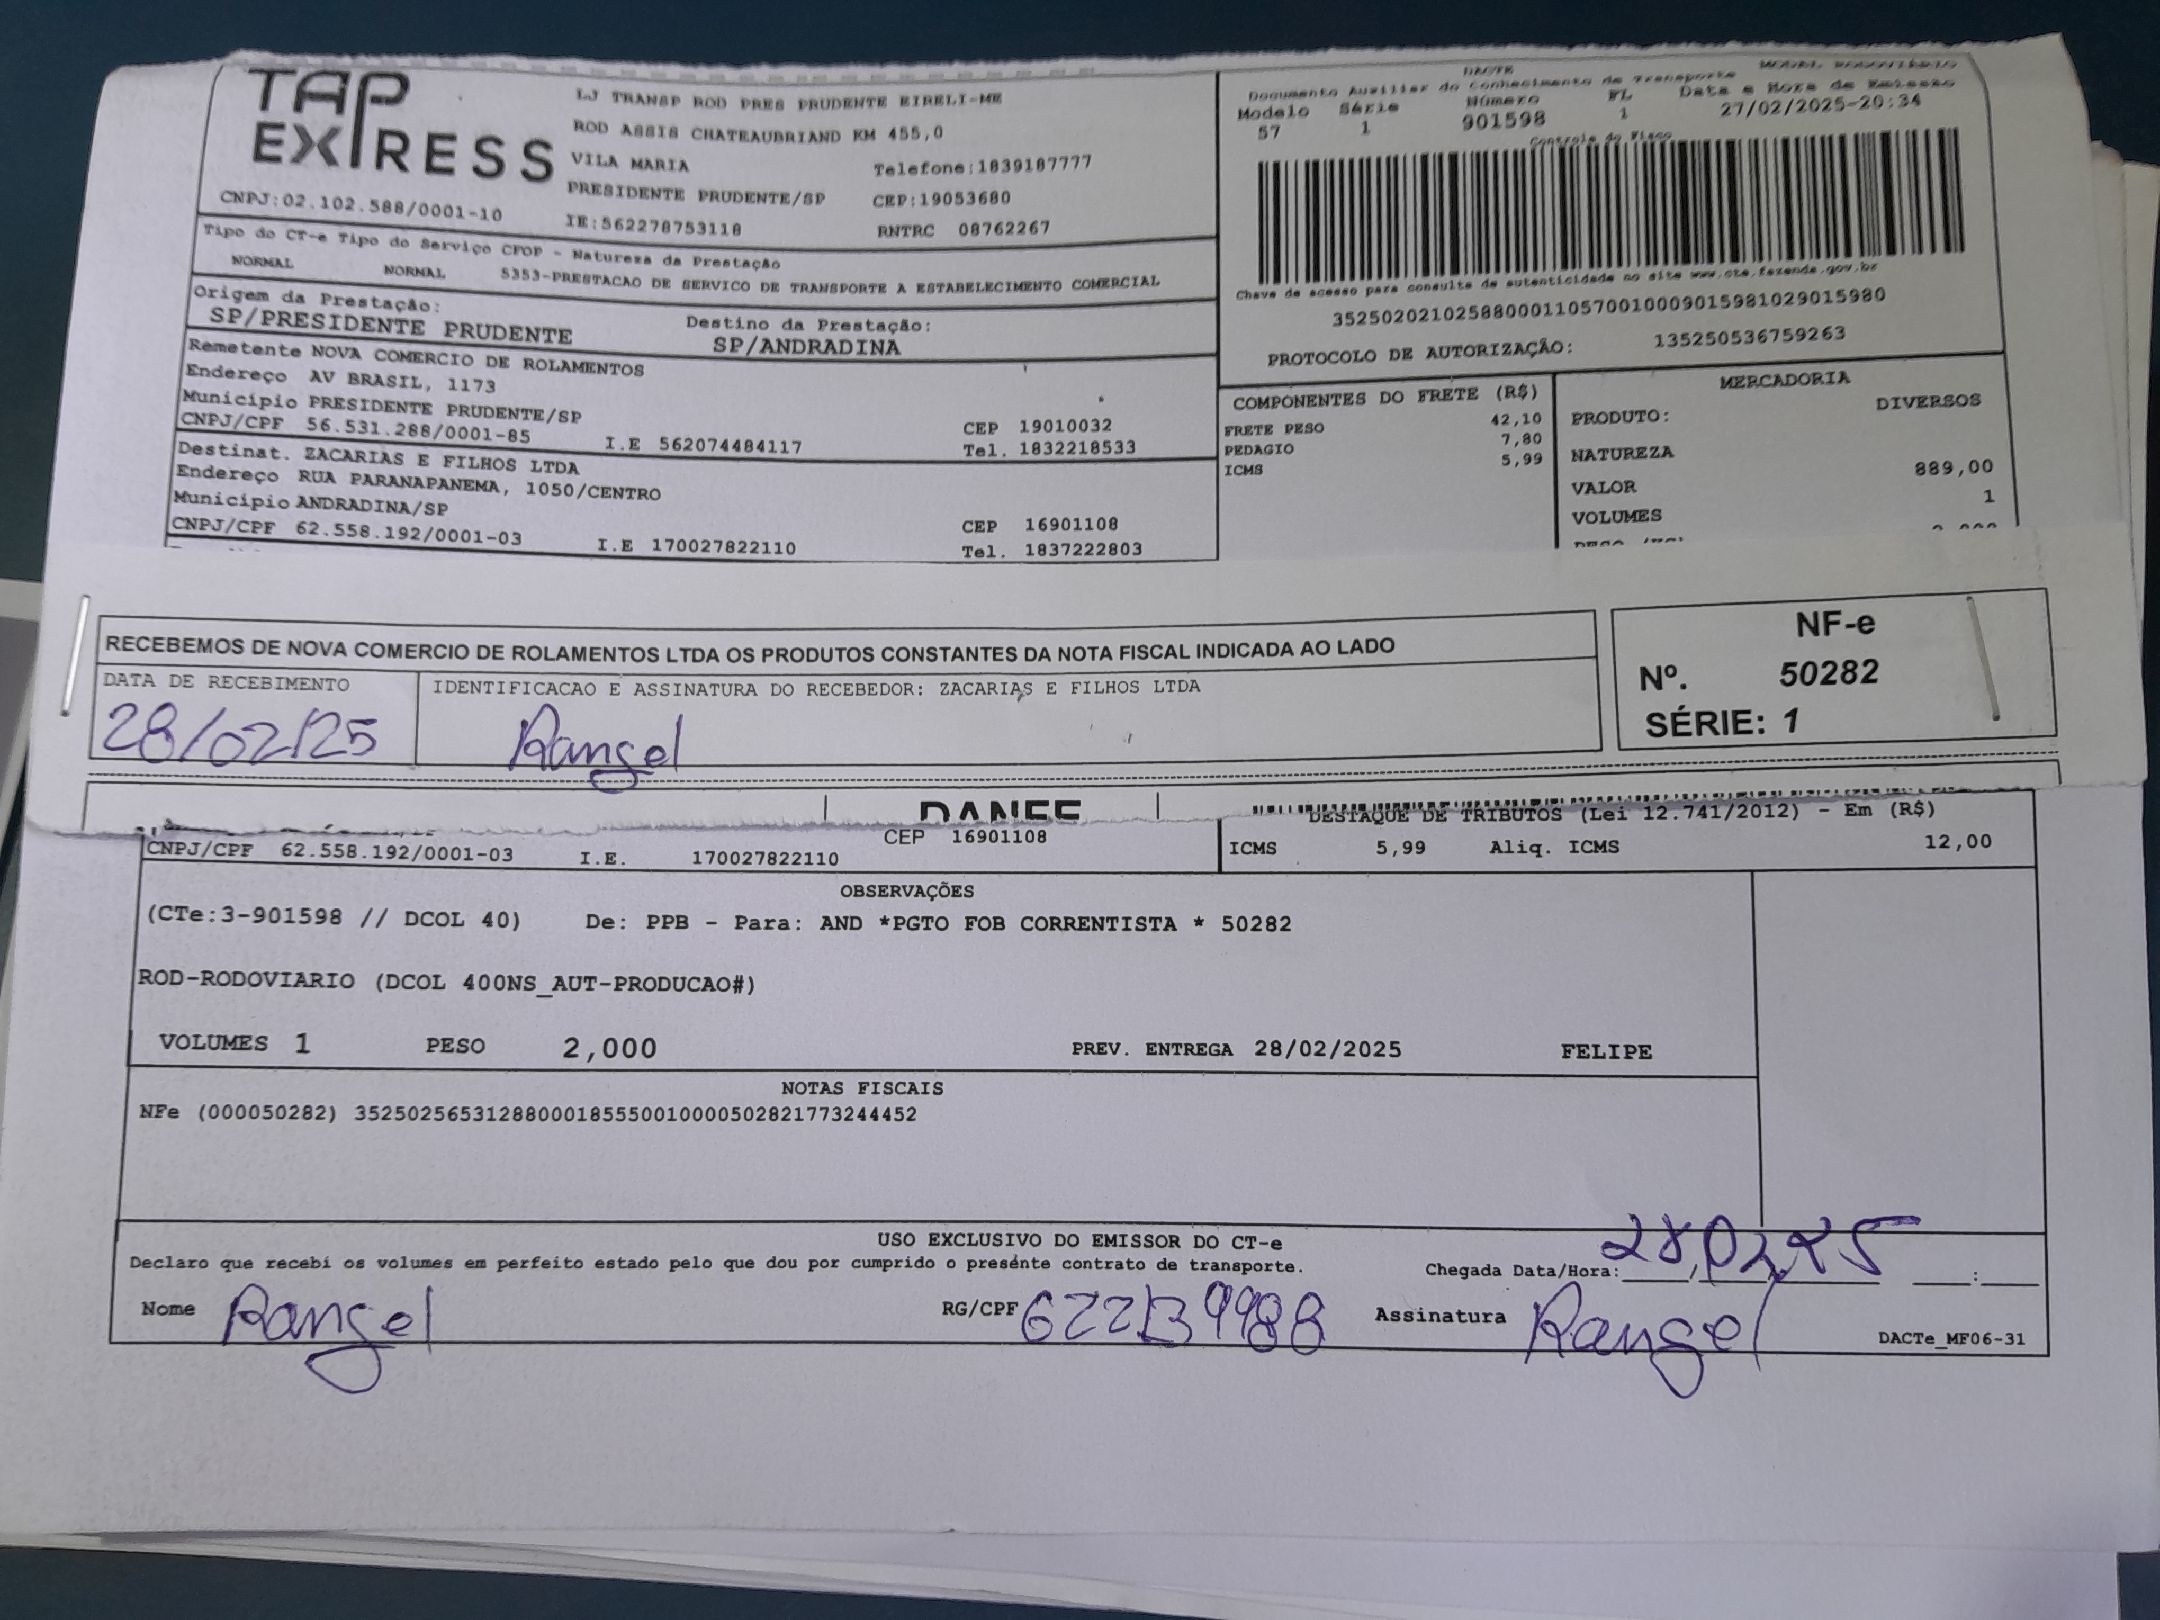 TAP
EXPRESS
CNPJ:02.102.588/0001-10
LJ TRANSP ROD PRES PRUDENTE EIRELI-ME
ROD ASSIS CHATEAUBRIAND KM 455,0
VILA MARIA Telefone:1839187777
PRESIDENTE PRUDENTE/SP CEP:19053680
IE:562278753118 RNTRC 08762267
DACTE
Documento Auxiliar do Conhecimento de Transporte
Modelo Série Número FL Data e Hora de Emissão
57 1 901598 1 27/02/2025-20:34
Controle do Fisco
Chave de acesso para consulta de autenticidade no site www.cte.fazenda.gov.br
35250202102588000110570010009015981029015980
PROTOCOLO DE AUTORIZAÇÃO: 135250536759263
Tipo do CT-e Tipo do Serviço CFOP - Natureza da Prestação
NORMAL NORMAL 5353-PRESTACAO DE SERVICO DE TRANSPORTE A ESTABELECIMENTO COMERCIAL
Origem da Prestação: Destino da Prestação:
SP/PRESIDENTE PRUDENTE SP/ANDRADINA
Remetente NOVA COMERCIO DE ROLAMENTOS
Endereço AV BRASIL, 1173
Município PRESIDENTE PRUDENTE/SP CEP 19010032
CNPJ/CPF 56.531.288/0001-85 I.E 562074484117 Tel. 1832218533
Destinat. ZACARIAS E FILHOS LTDA
Endereço RUA PARANAPANEMA, 1050/CENTRO
Município ANDRADINA/SP CEP 16901108
CNPJ/CPF 62.558.192/0001-03 I.E 170027822110 Tel. 1837222803
COMPONENTES DO FRETE (R$)
FRETE PESO 42,10
PEDAGIO 7,80
ICMS 5,99
MERCADORIA
PRODUTO: DIVERSOS
NATUREZA
VALOR 889,00
VOLUMES 1
RECEBEMOS DE NOVA COMERCIO DE ROLAMENTOS LTDA OS PRODUTOS CONSTANTES DA NOTA FISCAL INDICADA AO LADO
DATA DE RECEBIMENTO IDENTIFICACAO E ASSINATURA DO RECEBEDOR: ZACARIAS E FILHOS LTDA
28/02/25 Rangel
NF-e
Nº. 50282
SÉRIE: 1
DANFE
CEP 16901108
CNPJ/CPF 62.558.192/0001-03 I.E. 170027822110
DESTAQUE DE TRIBUTOS (Lei 12.741/2012) - Em (R$)
ICMS 5,99 Aliq. ICMS 12,00
OBSERVAÇÕES
(CTe:3-901598 // DCOL 40) De: PPB - Para: AND *PGTO FOB CORRENTISTA * 50282
ROD-RODOVIARIO (DCOL 400NS_AUT-PRODUCAO#)
VOLUMES 1 PESO 2,000 PREV. ENTREGA 28/02/2025 FELIPE
NOTAS FISCAIS
NFe (000050282) 35250256531288000185550010000502821773244452
USO EXCLUSIVO DO EMISSOR DO CT-e
Declaro que recebi os volumes em perfeito estado pelo que dou por cumprido o presente contrato de transporte.
Chegada Data/Hora:
Nome Rangel RG/CPF Assinatura Rangel
DACTe_MF06-31